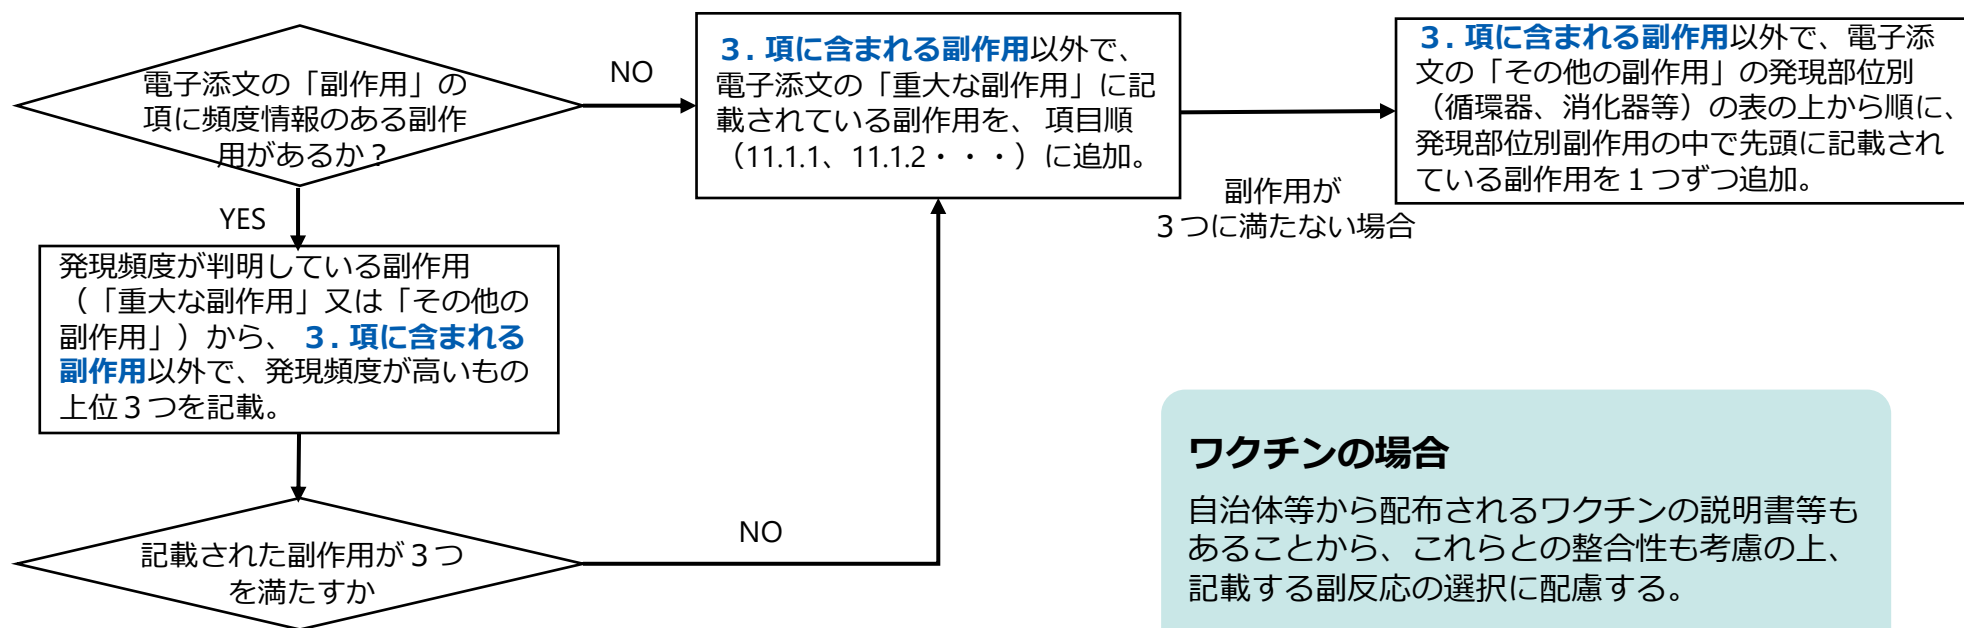 電子添文の「副作用」の
項に頻度情報のある副作
用があるか？
NO
３. 項に含まれる副作用以外で、
電子添文の「重大な副作用」に記
載されている副作用を、 項目順
（11.1.1、11.1.2・・・）に追加。
副作用が
３つに満たない場合
３. 項に含まれる副作用以外で、電子添
文の「その他の副作用」の発現部位別
（循環器、消化器等）の表の上から順に、
発現部位別副作用の中で先頭に記載され
ている副作用を１つずつ追加。
YES
発現頻度が判明している副作用
（「重大な副作用」又は「その他の
副作用」）から、 ３. 項に含まれる
副作用以外で、発現頻度が高いもの
上位３つを記載。
記載された副作用が３つ
を満たすか
NO
ワクチンの場合
自治体等から配布されるワクチンの説明書等も
あることから、これらとの整合性も考慮の上、
記載する副反応の選択に配慮する。